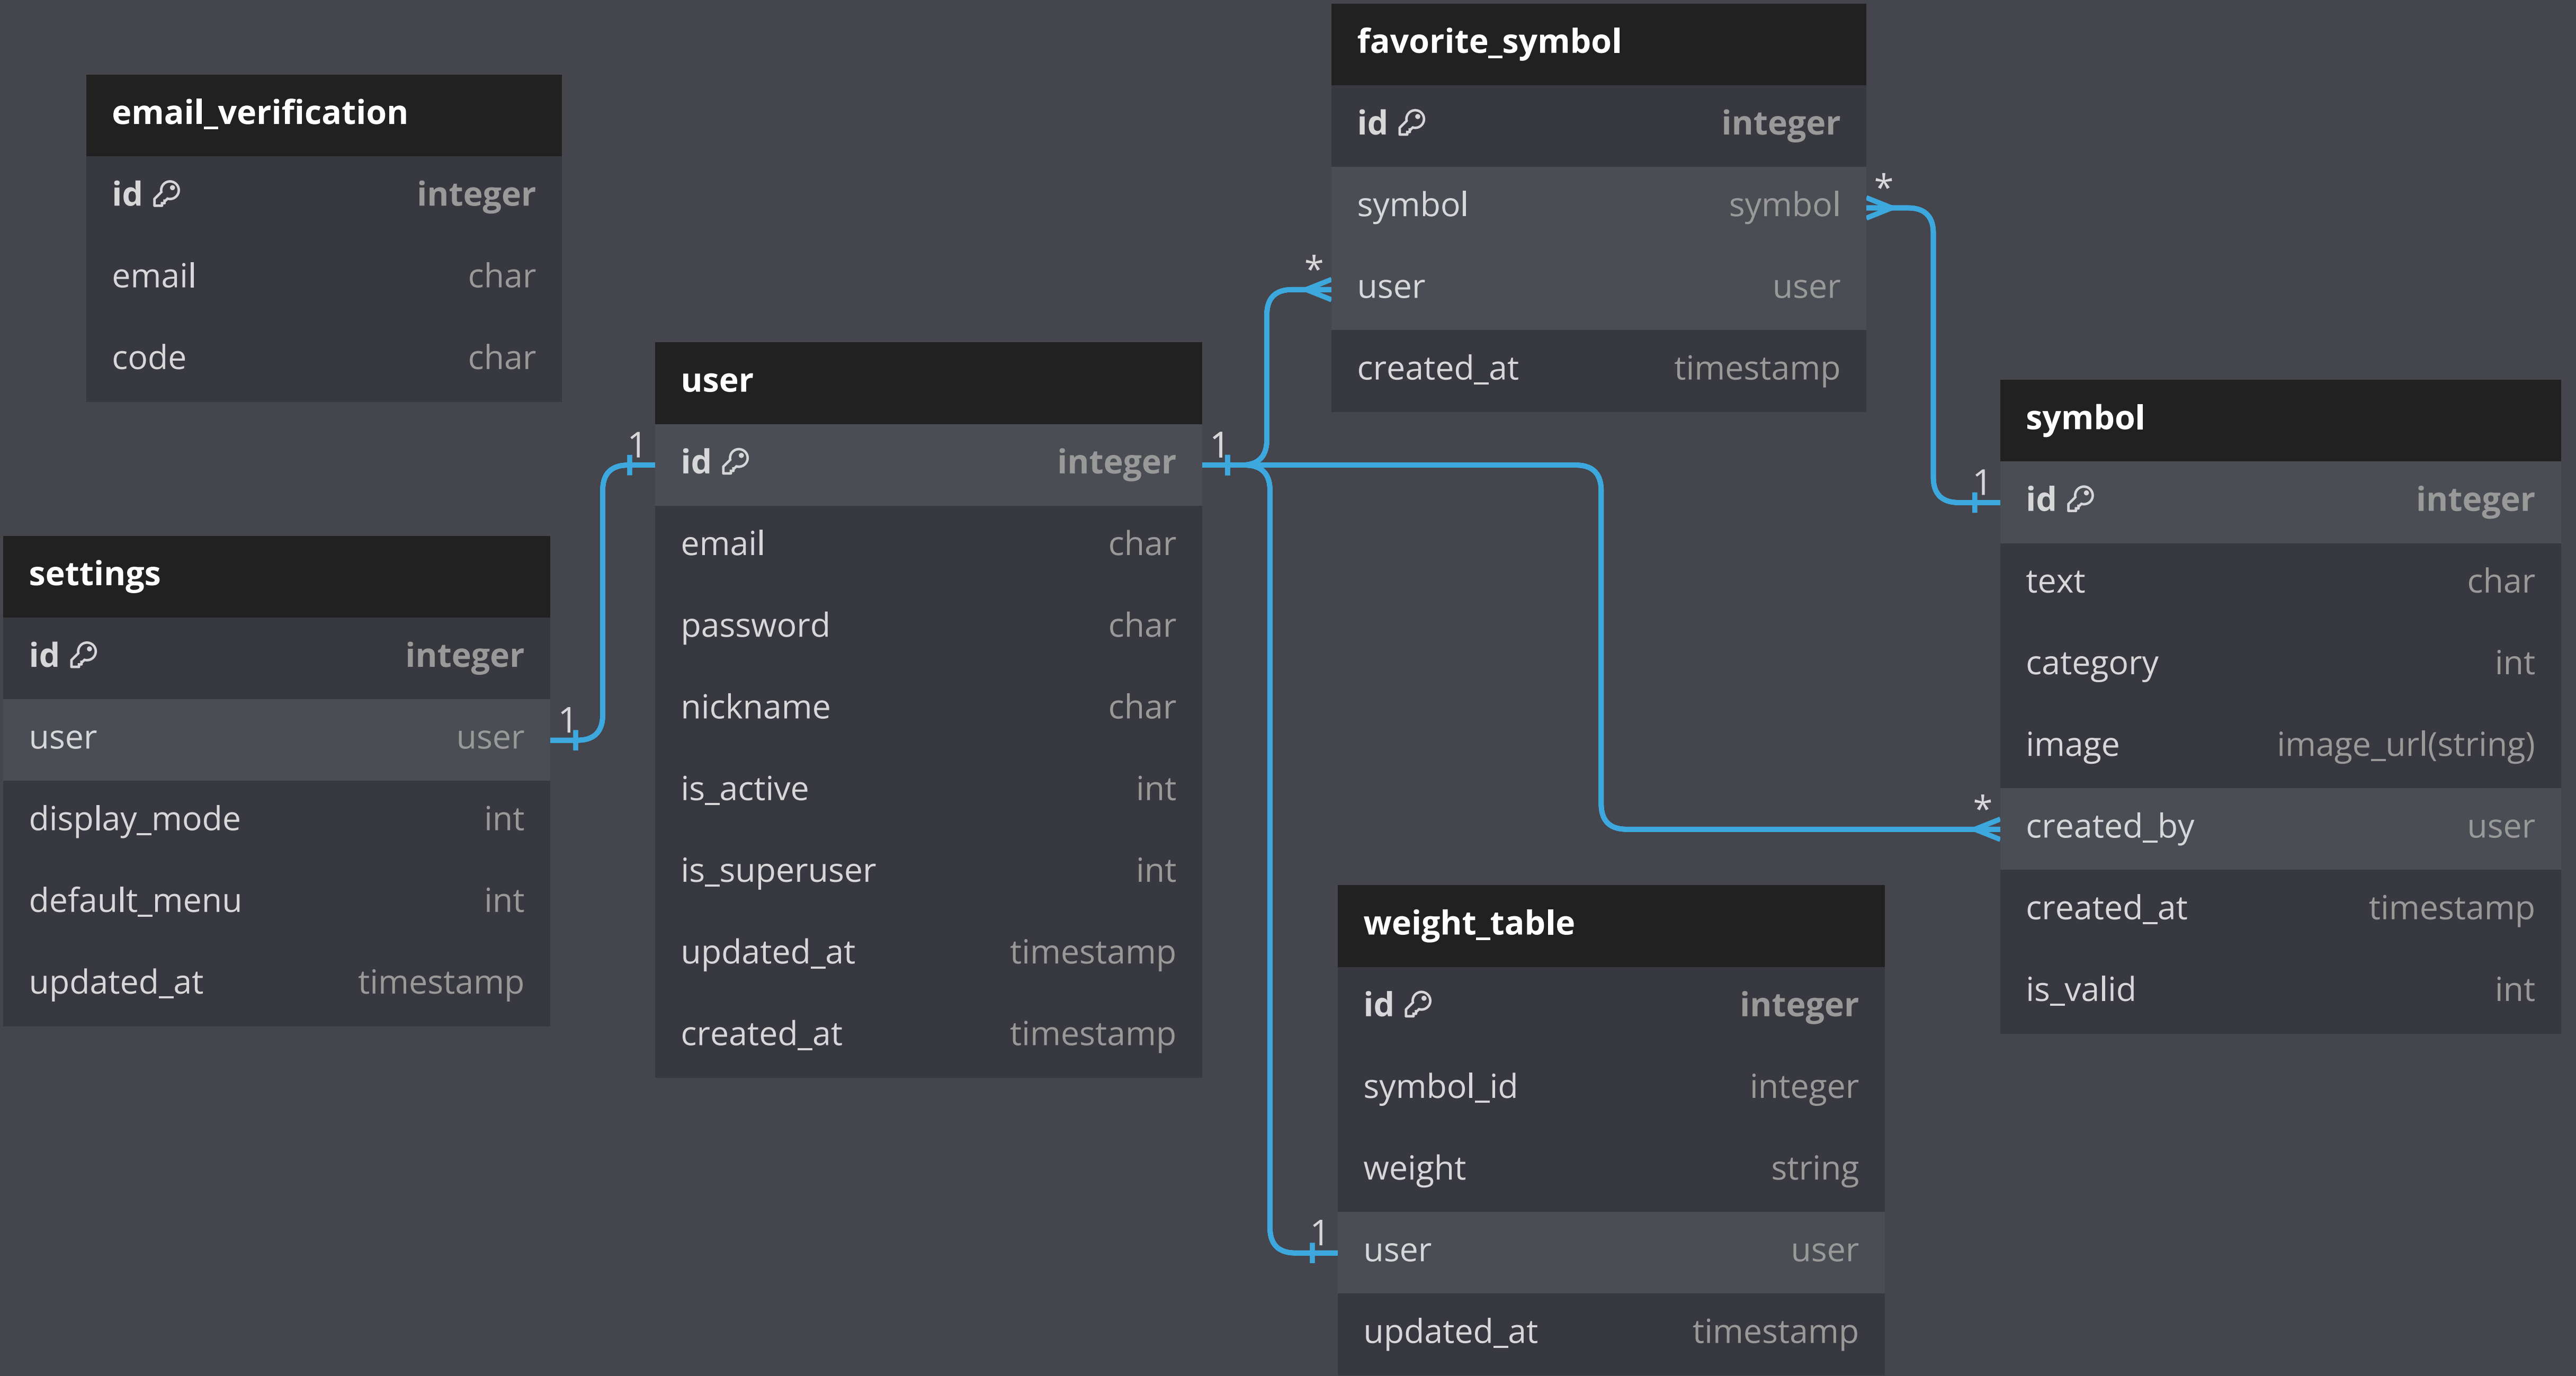 email_verification
id integer
email char
code char
settings
id integer
user user
display_mode int
default_menu int
updated_at timestamp
1
1
user
id integer
email char
password char
nickname char
is_active int
is_superuser int
updated_at timestamp
created_at timestamp
1
*
favorite_symbol
id integer
symbol symbol
user user
created_at timestamp
*
1
*
symbol
id integer
text char
category int
image image_url(string)
created_by user
created_at timestamp
is_valid int
1
weight_table
id integer
symbol_id integer
weight string
user user
updated_at timestamp